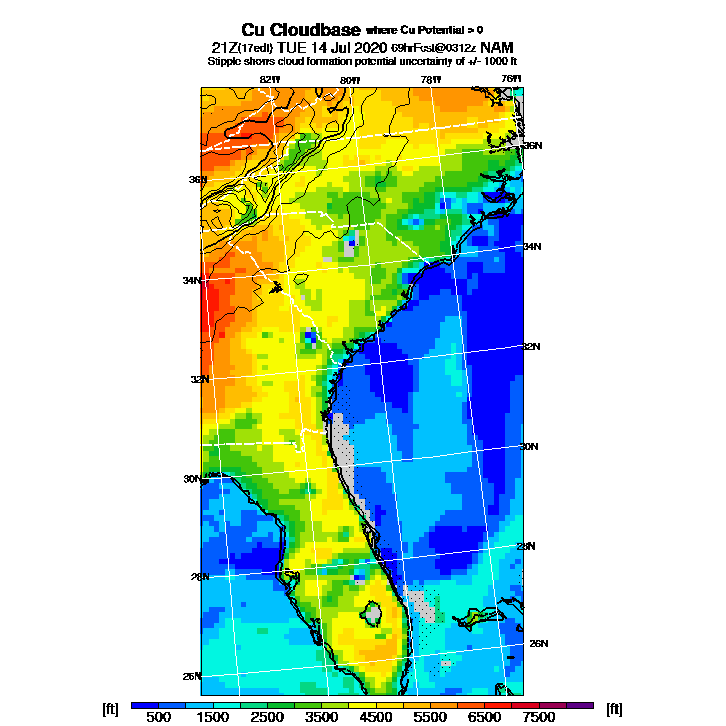 Cu Cloudbase where Cu Potential > 0
21Z(17edt) TUE 14 Jul 2020 69hrFcst@0312z NAM
Stipple shows cloud formation potential uncertainty of +/- 1000 ft
82W 80W 78W 76W
36N
36N
34N
34N
32N
32N
30N
30N
28N
28N
26N
26N
[ft] 500 1500 2500 3500 4500 5500 6500 7500 [ft]